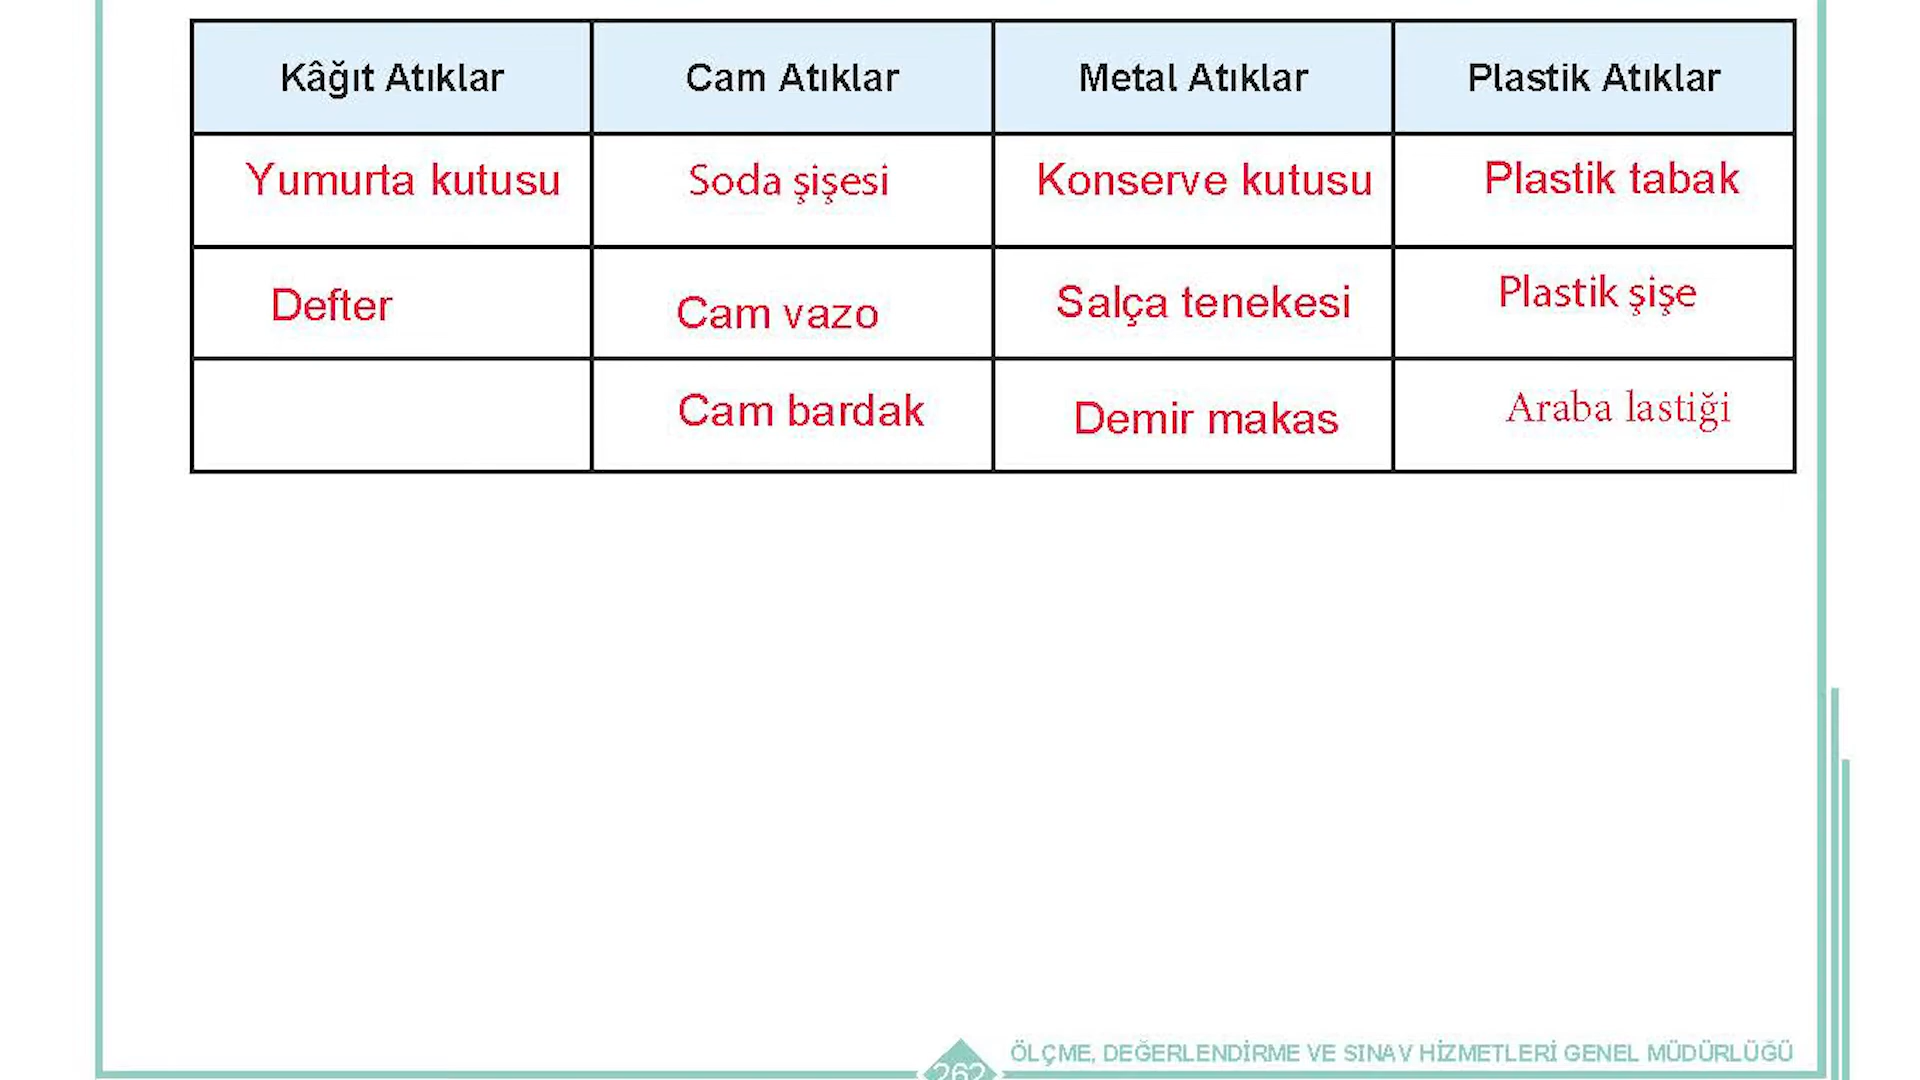 Kâğıt Atıklar Cam Atıklar Metal Atıklar Plastik Atıklar
Yumurta kutusu Soda şişesi Konserve kutusu Plastik tabak
Defter Cam vazo Salça tenekesi Plastik şişe
Cam bardak Demir makas Araba lastiği
262 ÖLÇME, DEĞERLENDİRME VE SINAV HİZMETLERİ GENEL MÜDÜRLÜĞÜ